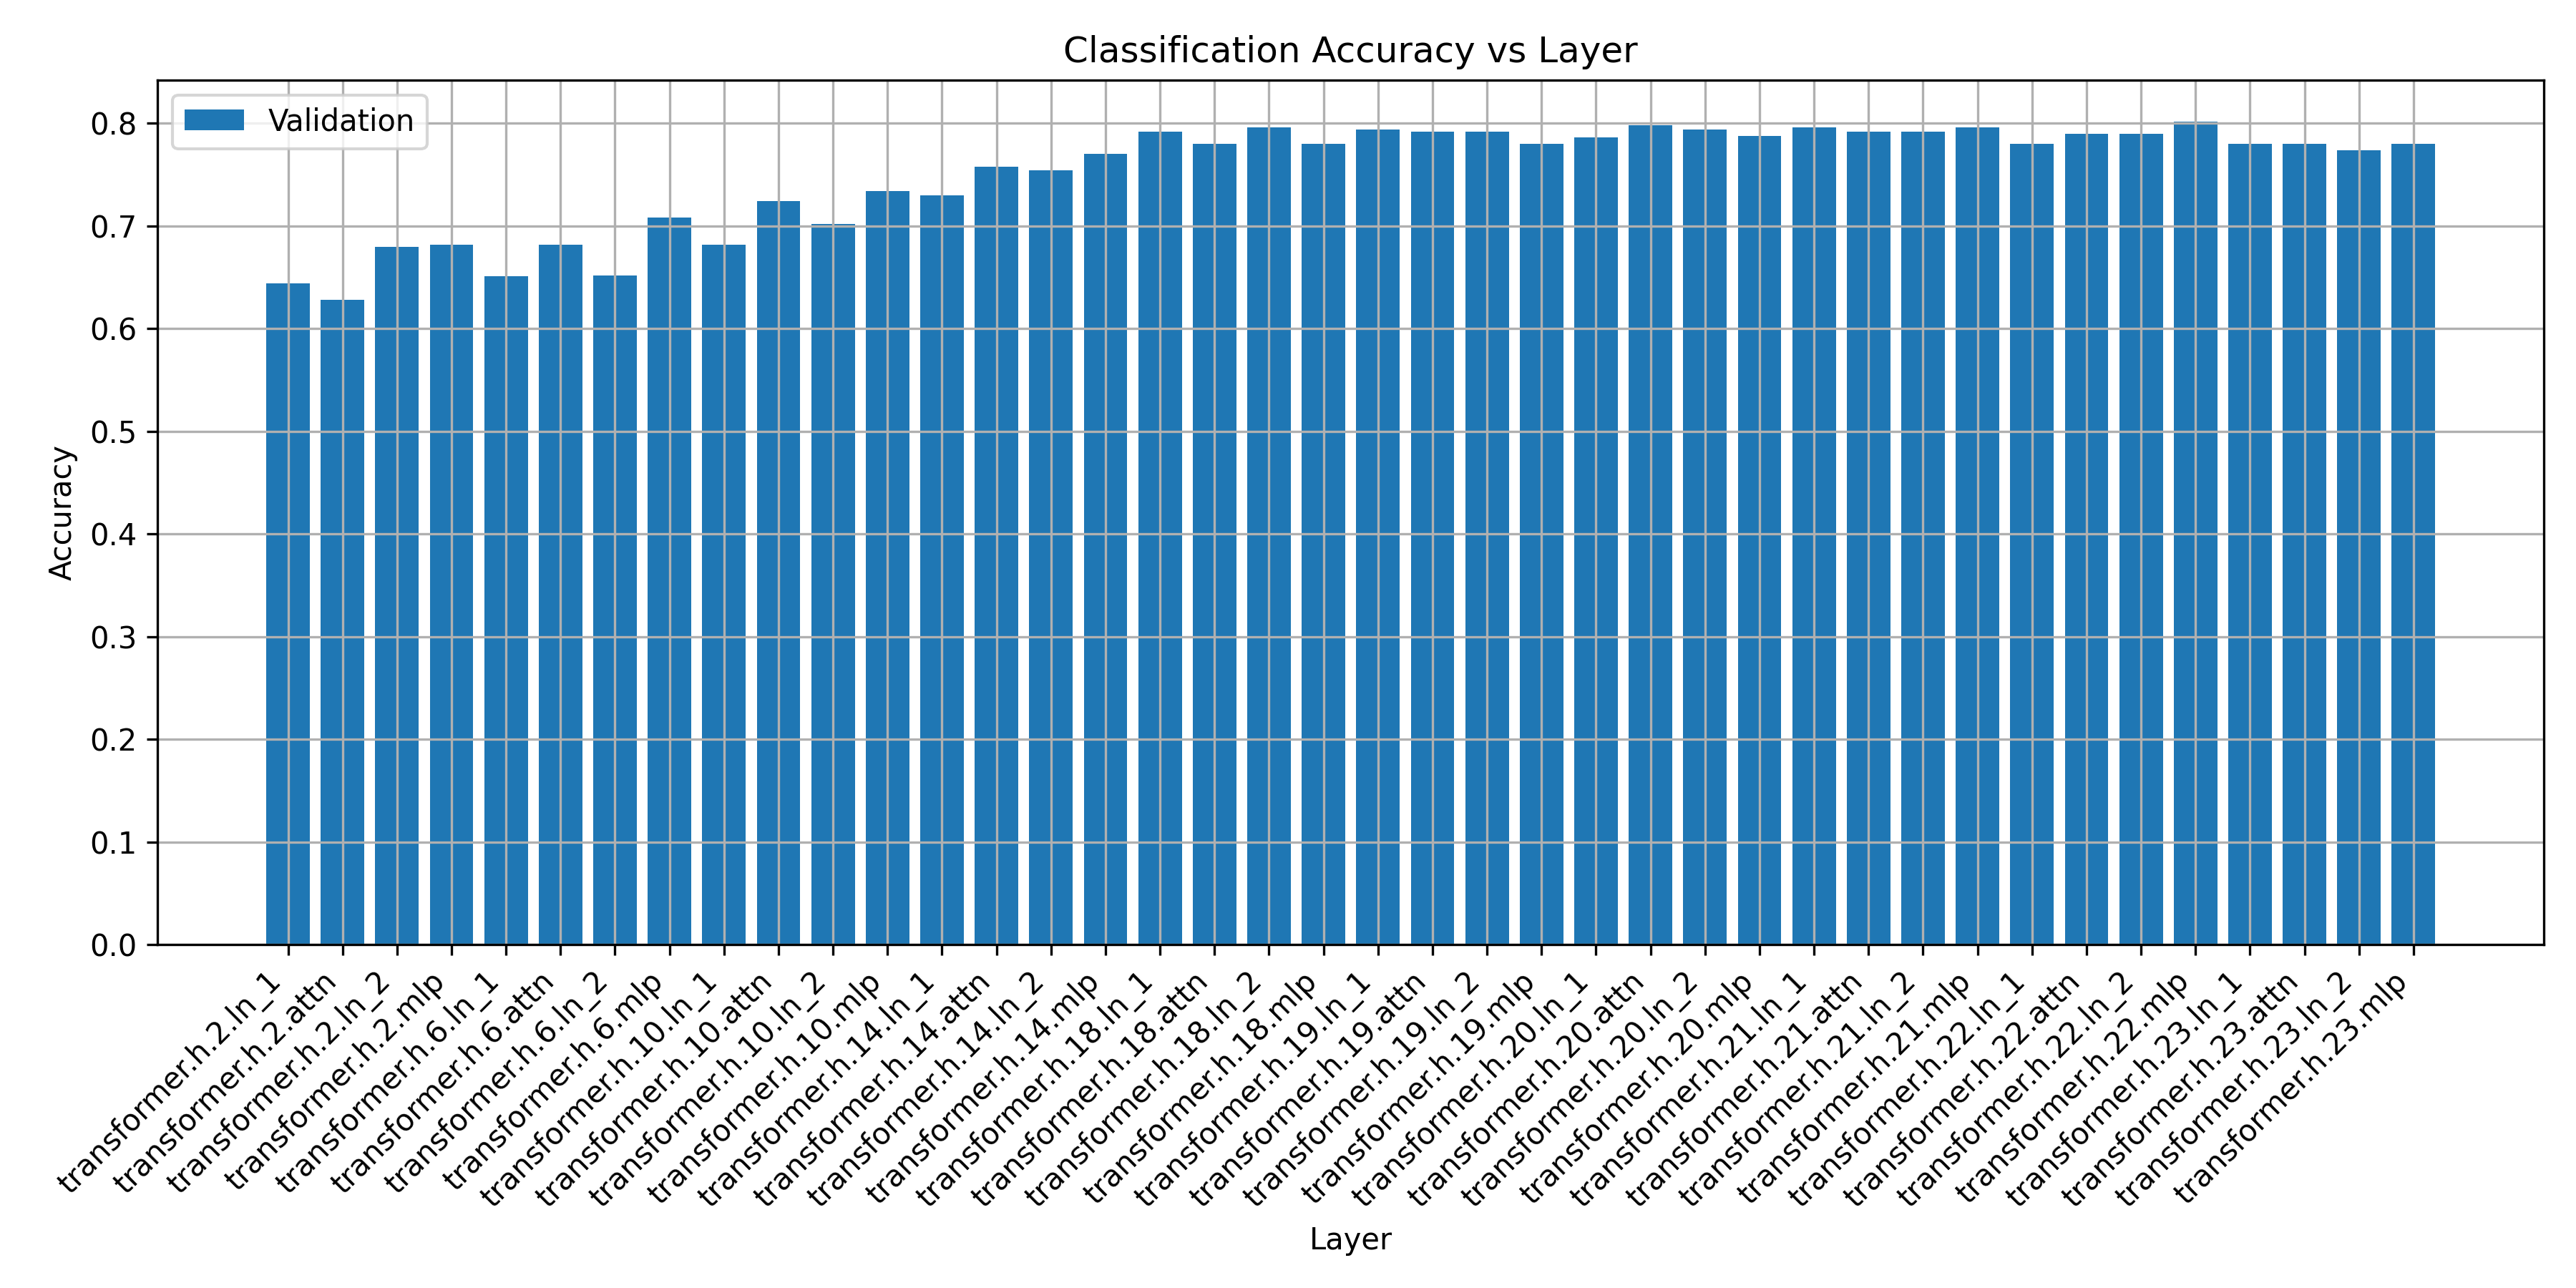 Classification Accuracy vs Layer
Validation
0.8
0.7
0.6
0.5
0.4
0.3
0.2
0.1
0.0
Accuracy
transformer.h.2.ln_1
transformer.h.2.attn
transformer.h.2.ln_2
transformer.h.2.mlp
transformer.h.6.ln_1
transformer.h.6.attn
transformer.h.6.ln_2
transformer.h.6.mlp
transformer.h.10.ln_1
transformer.h.10.attn
transformer.h.10.ln_2
transformer.h.10.mlp
transformer.h.14.ln_1
transformer.h.14.attn
transformer.h.14.ln_2
transformer.h.14.mlp
transformer.h.18.ln_1
transformer.h.18.attn
transformer.h.18.ln_2
transformer.h.18.mlp
transformer.h.19.ln_1
transformer.h.19.attn
transformer.h.19.ln_2
transformer.h.19.mlp
transformer.h.20.ln_1
transformer.h.20.attn
transformer.h.20.ln_2
transformer.h.20.mlp
transformer.h.21.ln_1
transformer.h.21.attn
transformer.h.21.ln_2
transformer.h.21.mlp
transformer.h.22.ln_1
transformer.h.22.attn
transformer.h.22.ln_2
transformer.h.22.mlp
transformer.h.23.ln_1
transformer.h.23.attn
transformer.h.23.ln_2
transformer.h.23.mlp
Layer